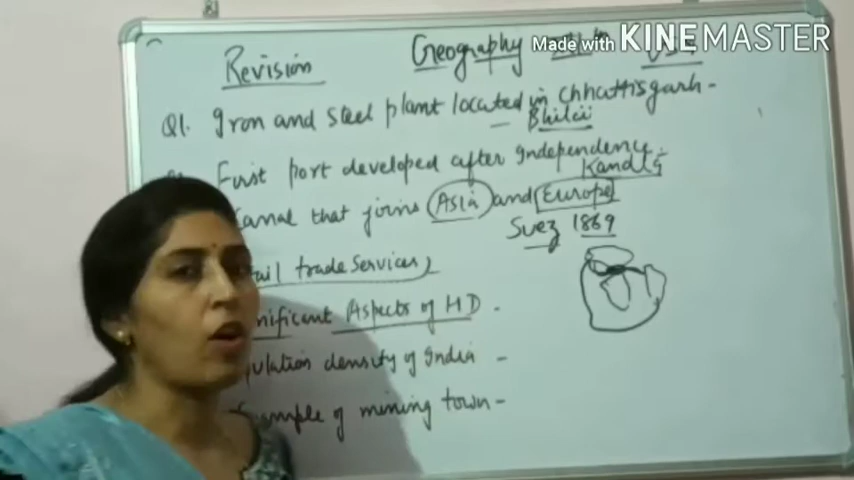 Made with KINEMASTER
Revision Geography
Q1. Iron and steel plant located in Chhattisgarh -
Bhilai
First port developed after Independency.
Kandla
Canal that joins Asia and Europe
Suez 1869
trade Services
Aspects of HD -
density of India -
of mining town -